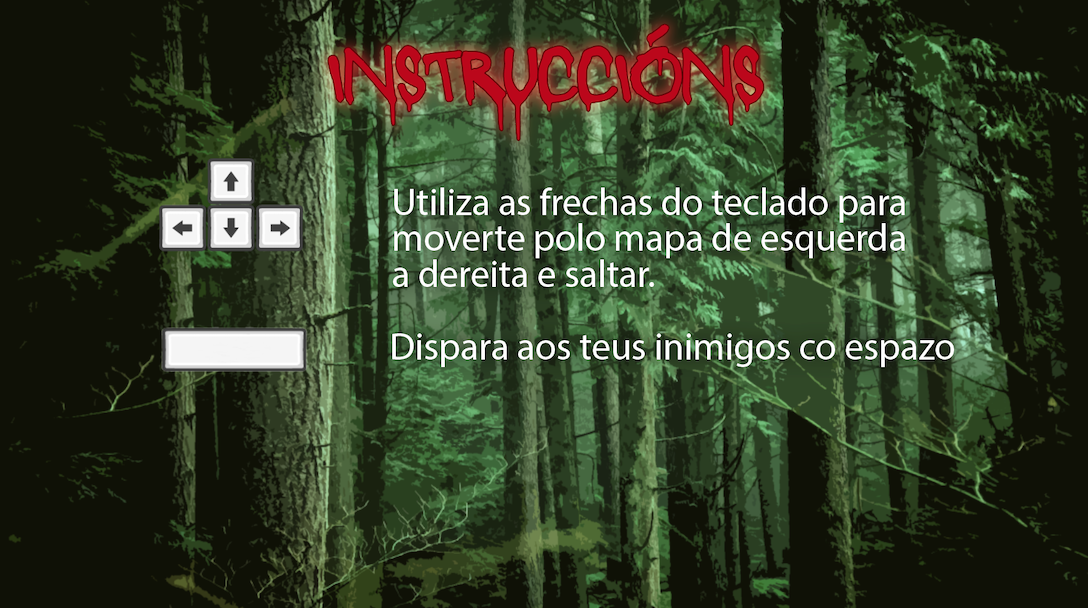 INSTRUCCIÓNS
Utiliza as frechas do teclado para
moverte polo mapa de esquerda
a dereita e saltar.
Dispara aos teus inimigos co espazo